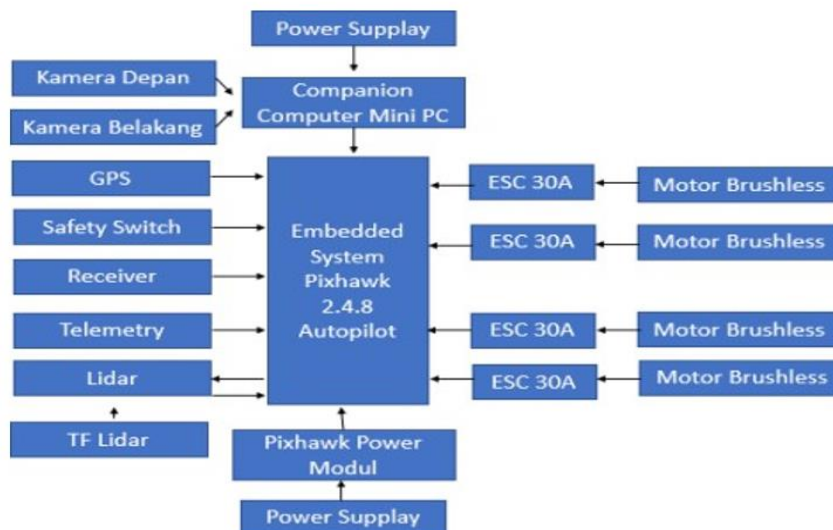 Power Supplay
Kamera Depan
Companion
Computer Mini PC
Kamera Belakang
GPS
ESC 30A
Motor Brushless
Safety Switch
Embedded
System
Pixhawk
2.4.8
Autopilot
ESC 30A
Motor Brushless
Receiver
Telemetry
ESC 30A
Motor Brushless
Lidar
ESC 30A
Motor Brushless
TF Lidar
Pixhawk Power
Modul
Power Supplay